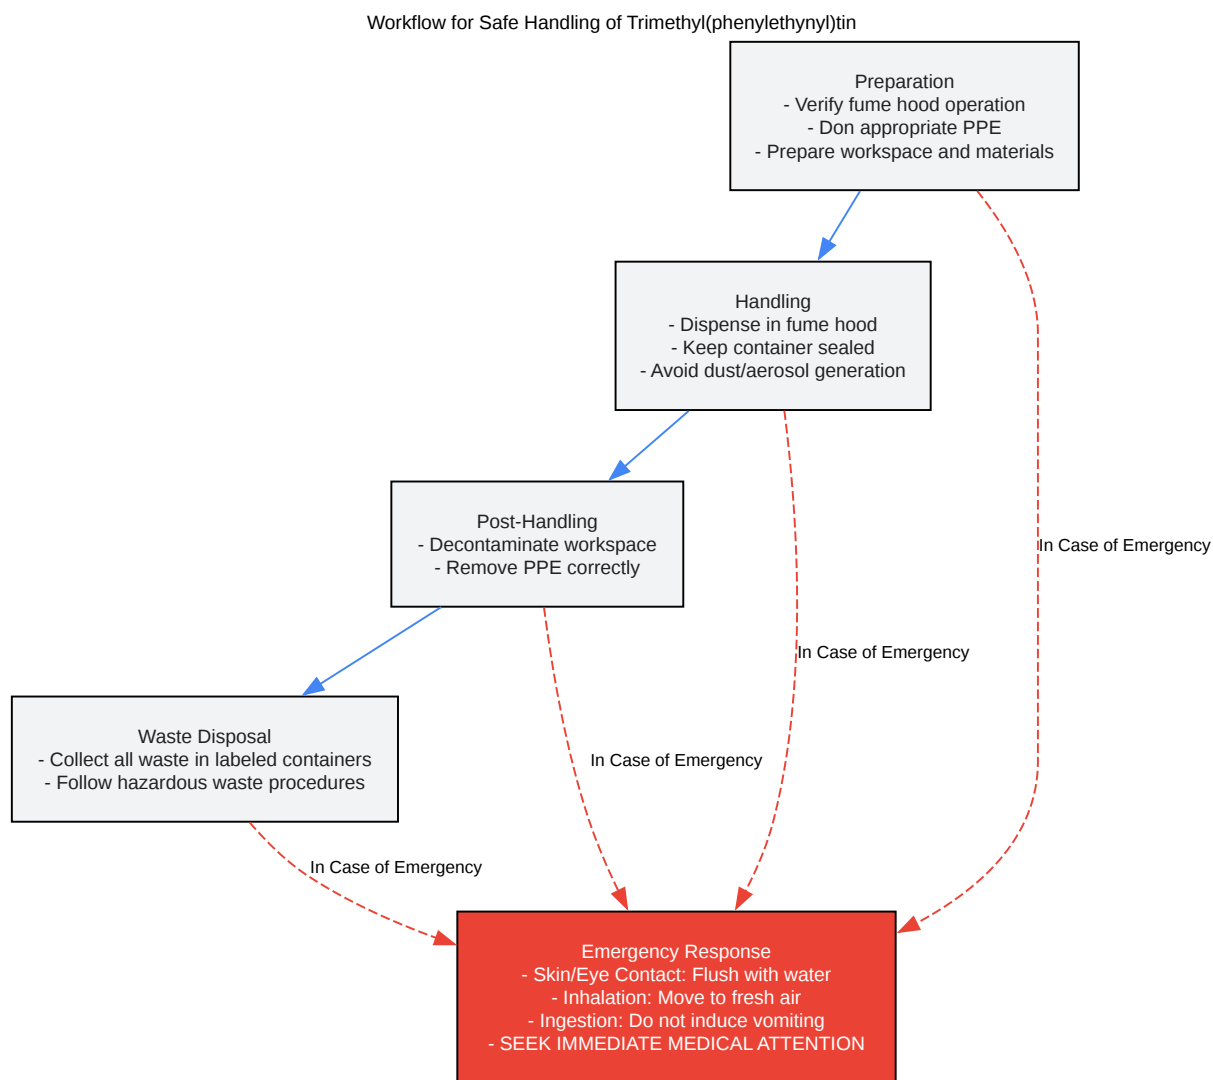 Workflow for Safe Handling of Trimethyl(phenylethynyl)tin
Preparation
- Verify fume hood operation
- Don appropriate PPE
- Prepare workspace and materials
Handling
- Dispense in fume hood
- Keep container sealed
- Avoid dust/aerosol generation
Post-Handling
- Decontaminate workspace
- Remove PPE correctly
In Case of Emergency
In Case of Emergency
Waste Disposal
- Collect all waste in labeled containers
- Follow hazardous waste procedures
In Case of Emergency
In Case of Emergency
Emergency Response
- Skin/Eye Contact: Flush with water
- Inhalation: Move to fresh air
- Ingestion: Do not induce vomiting
- SEEK IMMEDIATE MEDICAL ATTENTION